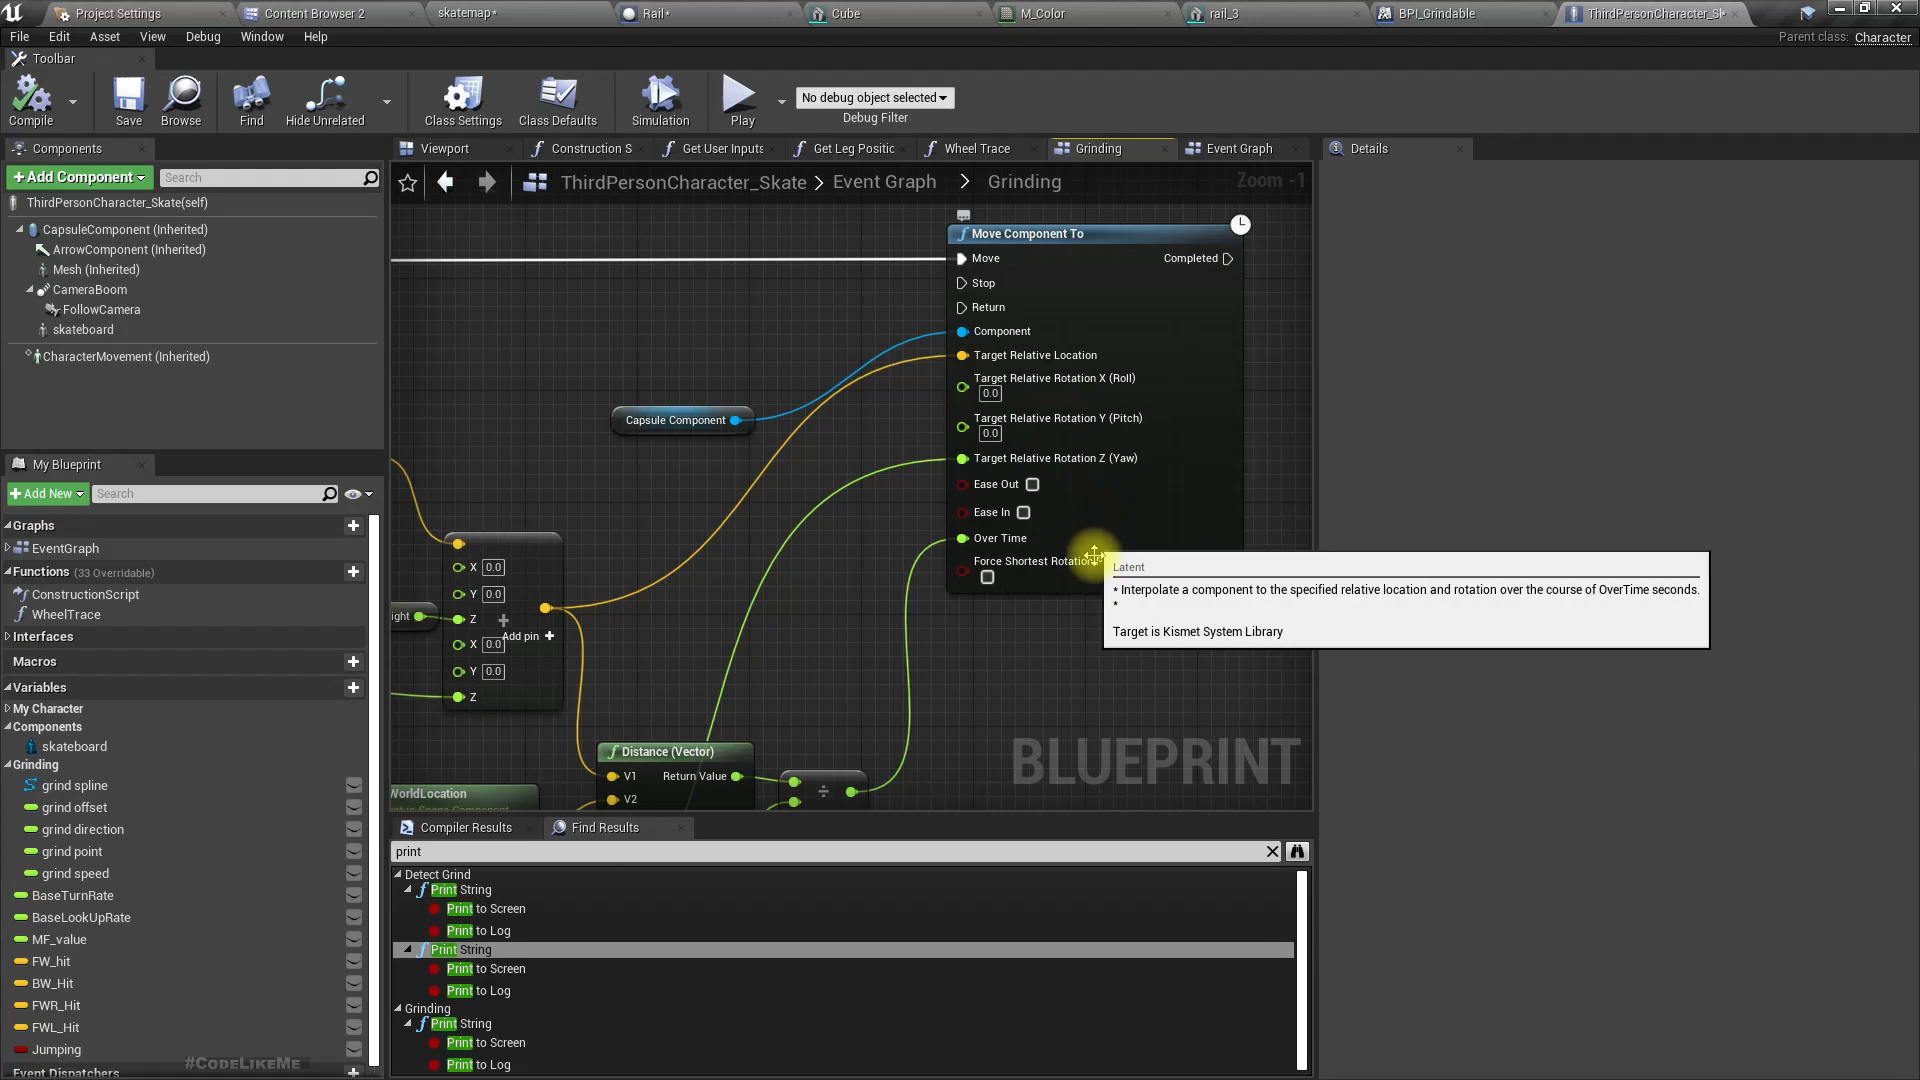 Project Settings
Content Browser 2
skatemap*
Rail*
Cube
M_Color
rail_3
BPI_Grindable
ThirdPersonCharacter_Sk
File Edit Asset View Debug Window Help
Parent class: Character
Toolbar
Compile
Save
Browse
Find
Hide Unrelated
Class Settings
Class Defaults
Simulation
Play
No debug object selected
Debug Filter
Components
+ Add Component
Search
ThirdPersonCharacter_Skate(self)
CapsuleComponent (Inherited)
ArrowComponent (Inherited)
Mesh (Inherited)
CameraBoom
FollowCamera
skateboard
CharacterMovement (Inherited)
My Blueprint
+ Add New
Search
Graphs
EventGraph
Functions (33 Overridable)
ConstructionScript
WheelTrace
Interfaces
Macros
Variables
My Character
Components
skateboard
Grinding
grind spline
grind offset
grind direction
grind point
grind speed
BaseTurnRate
BaseLookUpRate
MF_value
FW_hit
BW_Hit
FWR_Hit
FWL_Hit
Jumping
#CodeLikeMe
Event Dispatchers
Viewport
Construction S
Get User Inputs
Get Leg Positic
Wheel Trace
Grinding
Event Graph
ThirdPersonCharacter_Skate > Event Graph > Grinding
Zoom -1
Move Component To
Move
Completed
Stop
Return
Component
Target Relative Location
Target Relative Rotation X (Roll)
0.0
Target Relative Rotation Y (Pitch)
0.0
Target Relative Rotation Z (Yaw)
Ease Out
Ease In
Over Time
Force Shortest Rotation
Capsule Component
X 0.0
Y 0.0
ight
Z
Add pin +
X 0.0
Y 0.0
Z
Distance (Vector)
V1
Return Value
V2
÷
WorldLocation
BLUEPRINT
Latent
* Interpolate a component to the specified relative location and rotation over the course of OverTime seconds.
*
Target is Kismet System Library
Details
Compiler Results
Find Results
print
Detect Grind
Print String
Print to Screen
Print to Log
Print String
Print to Screen
Print to Log
Grinding
Print String
Print to Screen
Print to Log